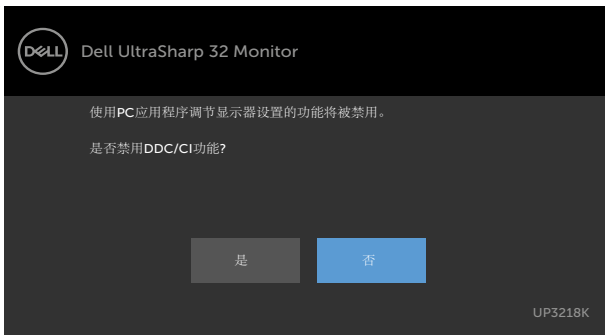 DELL
Dell UltraSharp 32 Monitor
使用PC应用程序调节显示器设置的功能将被禁用。
是否禁用DDC/CI功能?
是
否
UP3218K